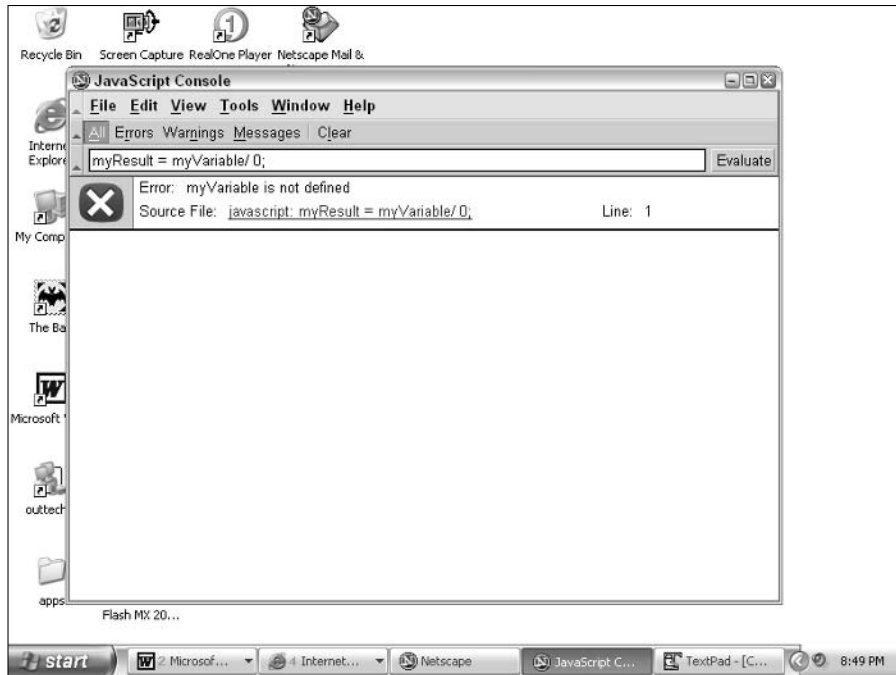 Recycle Bin
Screen Capture
RealOne Player
Netscape Mail &
JavaScript Console
File Edit View Tools Window Help
All Errors Warnings Messages Clear
myResult = myVariable/ 0;
Evaluate
Error: myVariable is not defined
Source File: javascript: myResult = myVariable/ 0;
Line: 1
Interne
Explore
My Comp
The Ba
Microsoft
outtech
apps
Flash MX 20...
start
2 Microsof...
4 Internet...
Netscape
JavaScript C...
TextPad - [C...
8:49 PM